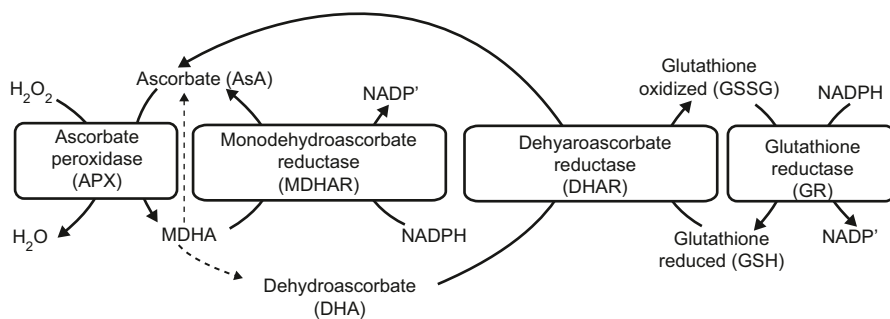 Ascorbate (AsA)
H₂O₂
NADP'
Glutathione
oxidized (GSSG)
NADPH
Ascorbate
peroxidase
(APX)
Monodehydroascorbate
reductase
(MDHAR)
Dehyaroascorbate
reductase
(DHAR)
Glutathione
reductase
(GR)
H₂O
MDHA
NADPH
Glutathione
reduced (GSH)
NADP'
Dehydroascorbate
(DHA)